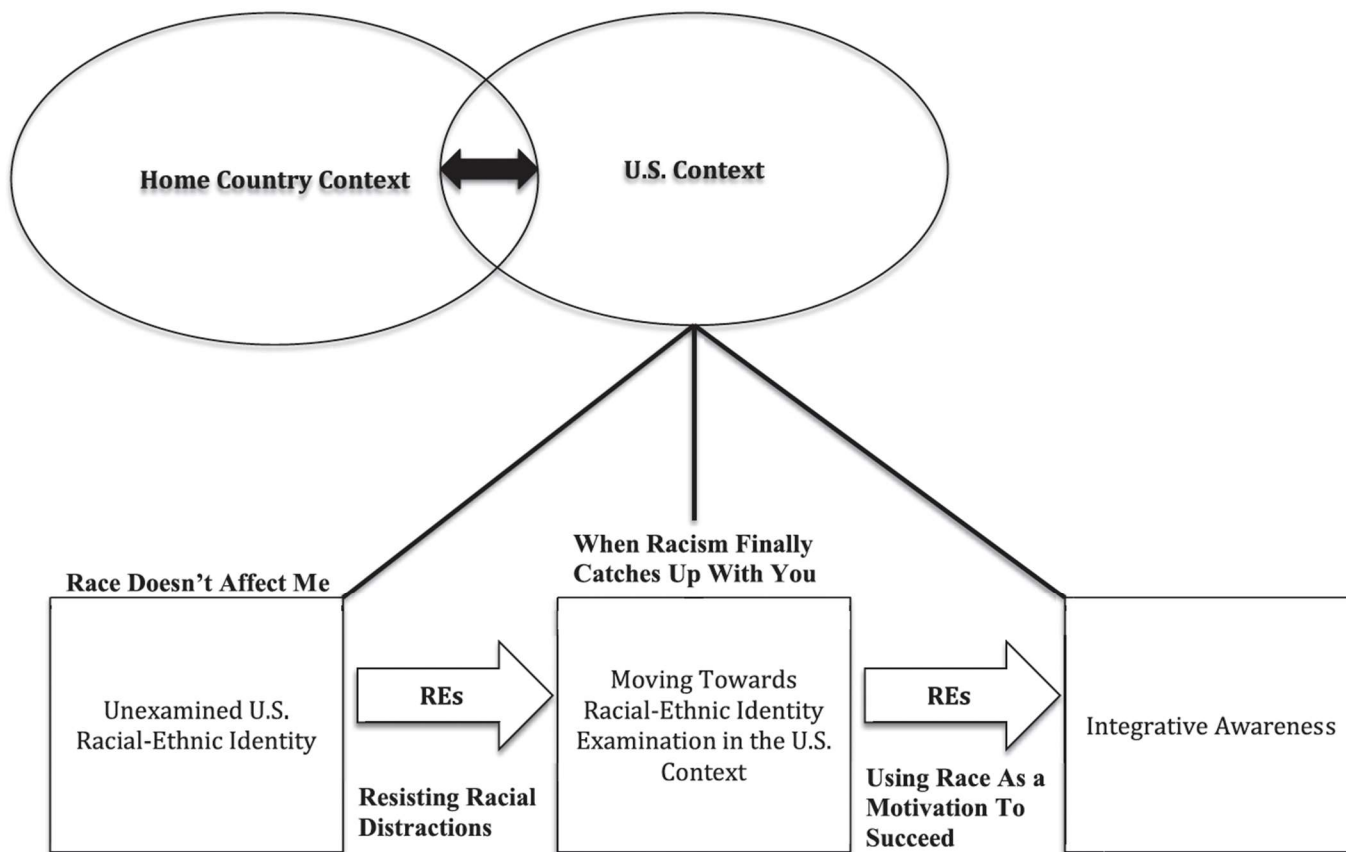 Home Country Context
U.S. Context
Race Doesn’t Affect Me
When Racism Finally
Catches Up With You
Unexamined U.S.
Racial-Ethnic Identity
REs
Resisting Racial
Distractions
Moving Towards
Racial-Ethnic Identity
Examination in the U.S.
Context
REs
Using Race As a
Motivation To
Succeed
Integrative Awareness